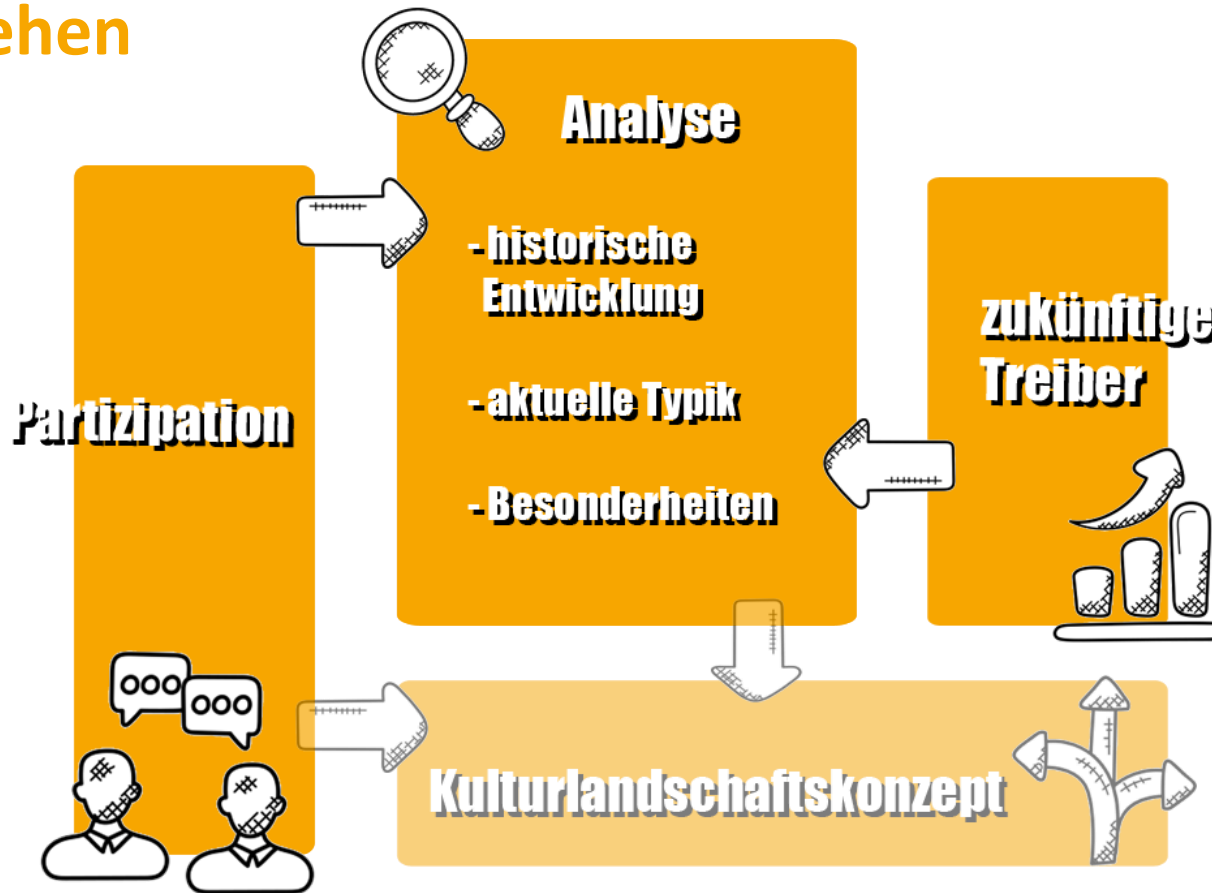 ehen
Analyse
- historische
Entwicklung
- aktuelle Typik
- Besonderheiten
Partizipation
zukünftige
Treiber
Kulturlandschaftskonzept